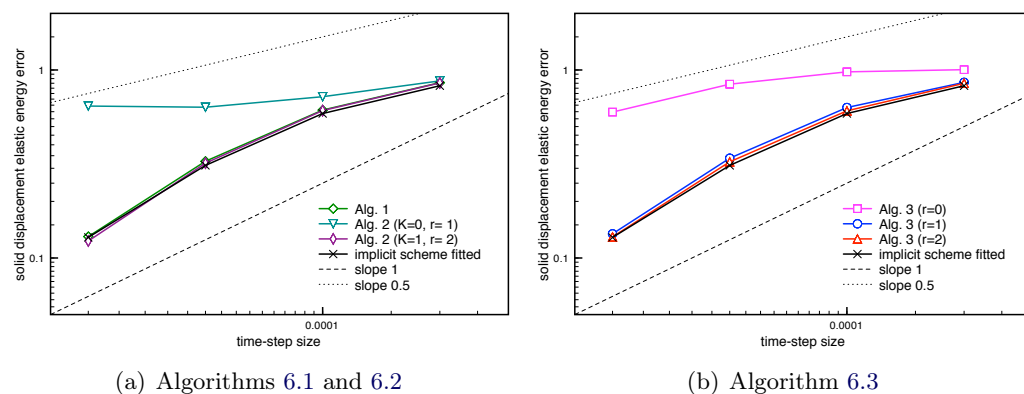 solid displacement elastic energy error
1
0.1
Alg. 1
Alg. 2 (K=0, r= 1)
Alg. 2 (K=1, r= 2)
implicit scheme fitted
slope 1
slope 0.5
0.0001
time-step size
(a) Algorithms 6.1 and 6.2
solid displacement elastic energy error
1
0.1
Alg. 3 (r=0)
Alg. 3 (r=1)
Alg. 3 (r=2)
implicit scheme fitted
slope 1
slope 0.5
0.0001
time-step size
(b) Algorithm 6.3